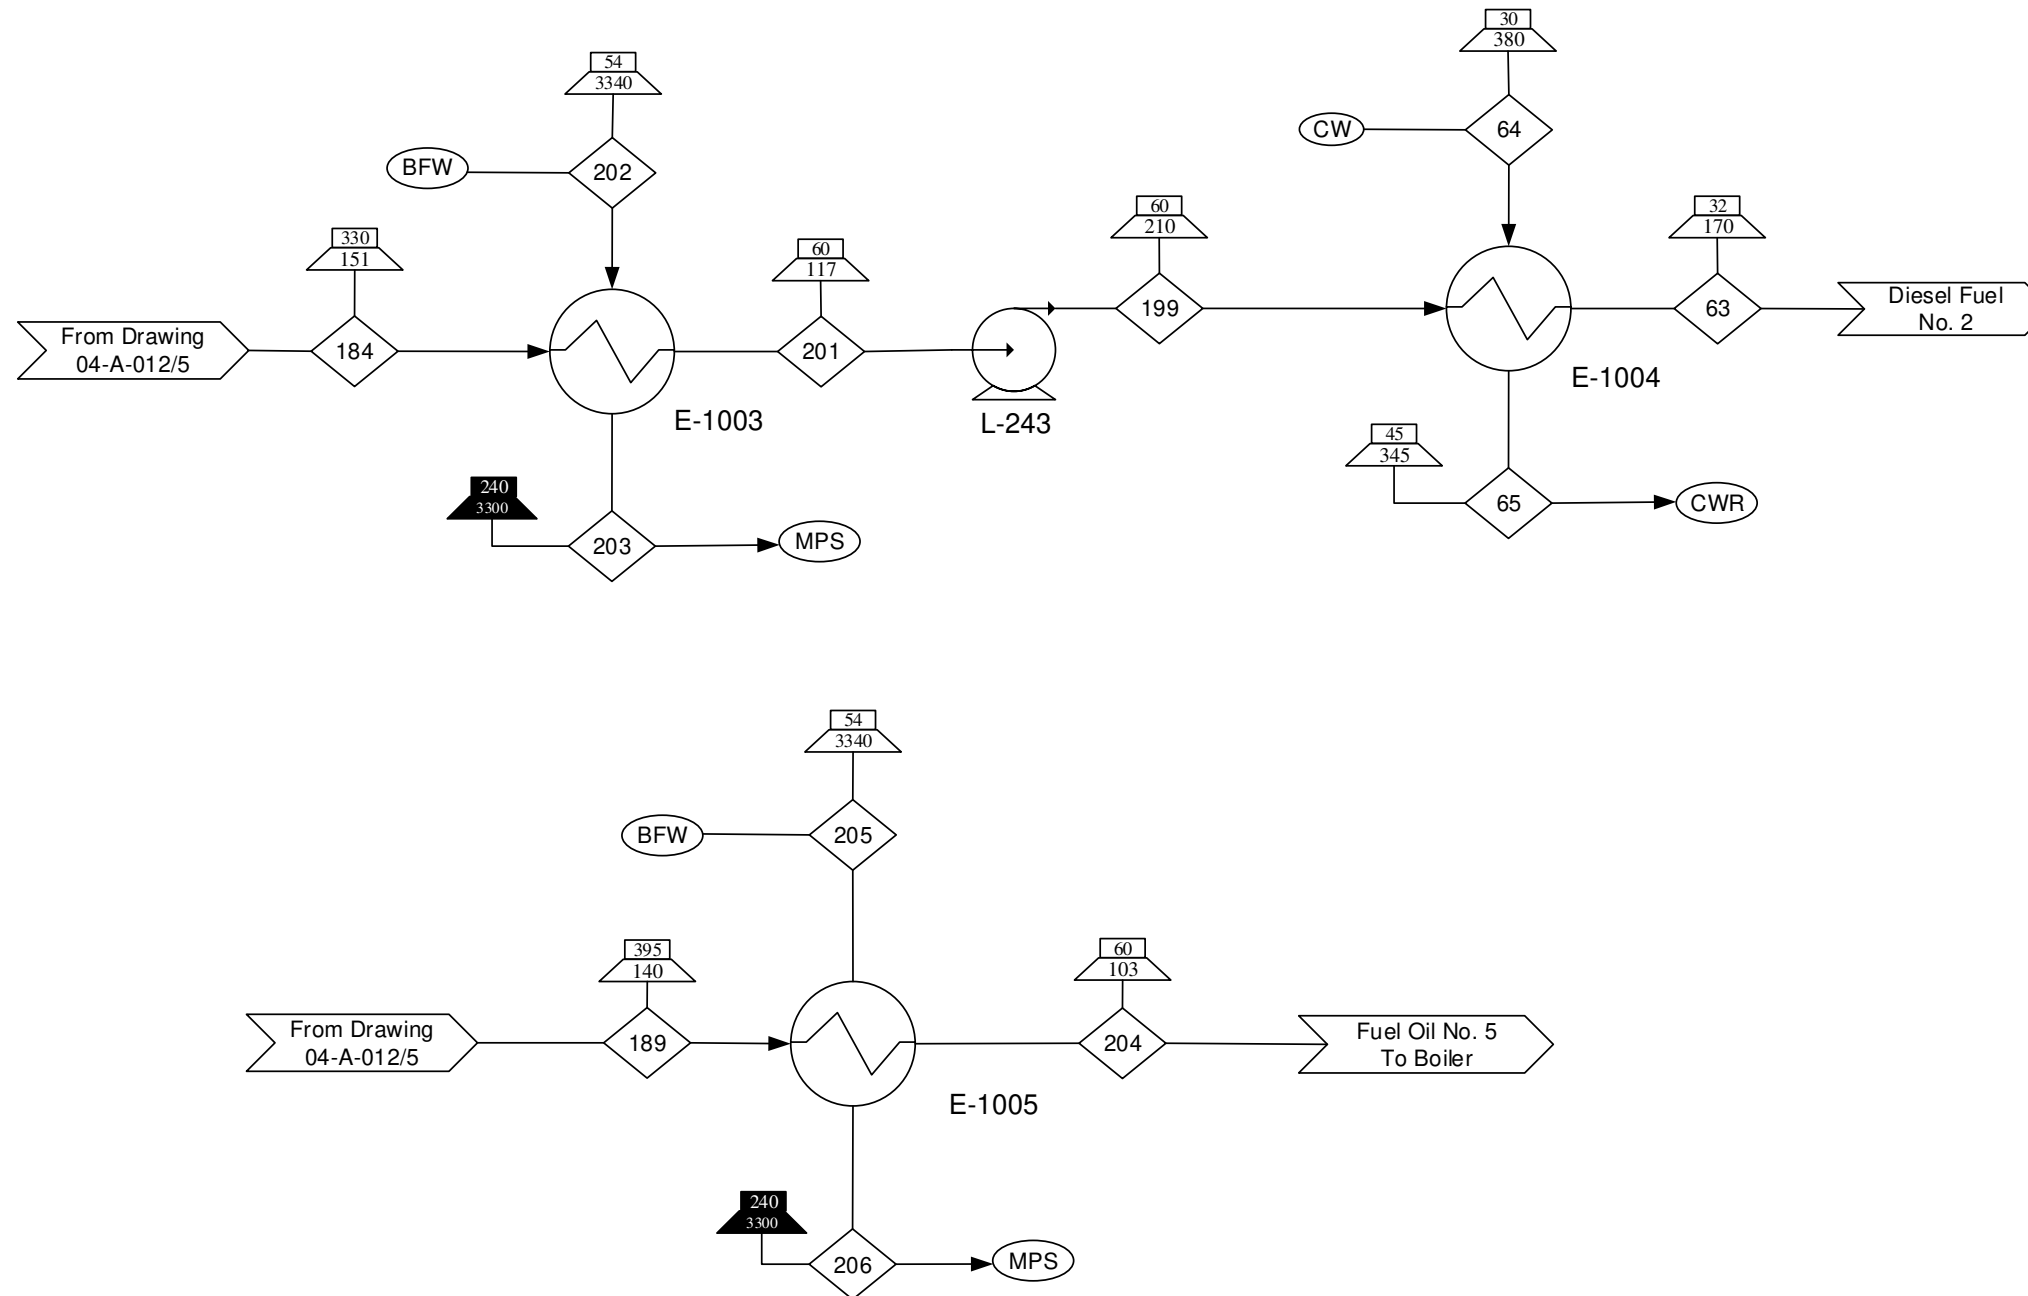 30
380
54
3340
CW
64
BFW
202
60
210
32
170
330
151
60
117
From Drawing
04-A-012/5
184
201
199
63
Diesel Fuel
No. 2
E-1003
L-243
E-1004
45
345
240
3300
203
MPS
65
CWR
54
3340
BFW
205
395
140
60
103
From Drawing
04-A-012/5
189
204
Fuel Oil No. 5
To Boiler
E-1005
240
3300
206
MPS